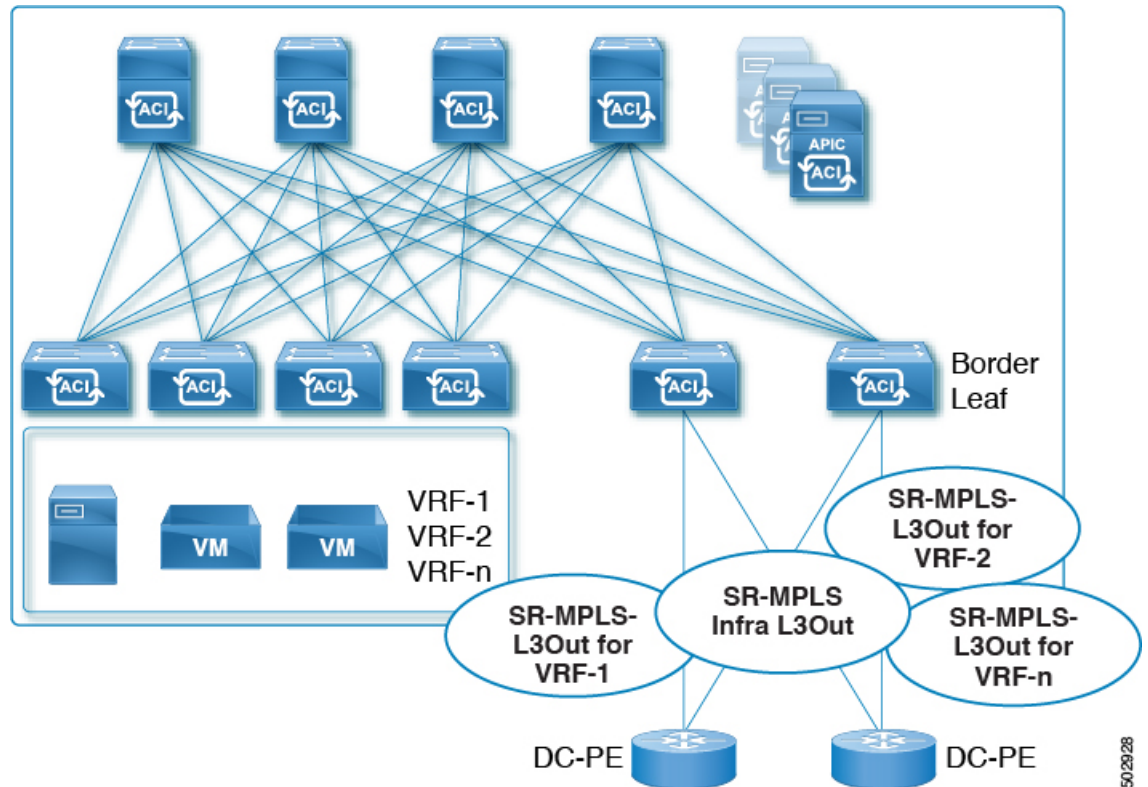 ACI
ACI
ACI
ACI
APIC
ACI
ACI
ACI
ACI
ACI
ACI
ACI
Border
Leaf
VM
VM
VRF-1
VRF-2
VRF-n
SR-MPLS-
L3Out for
VRF-2
SR-MPLS-
L3Out for
VRF-1
SR-MPLS
Infra L3Out
SR-MPLS-
L3Out for
VRF-n
DC-PE
DC-PE
502928